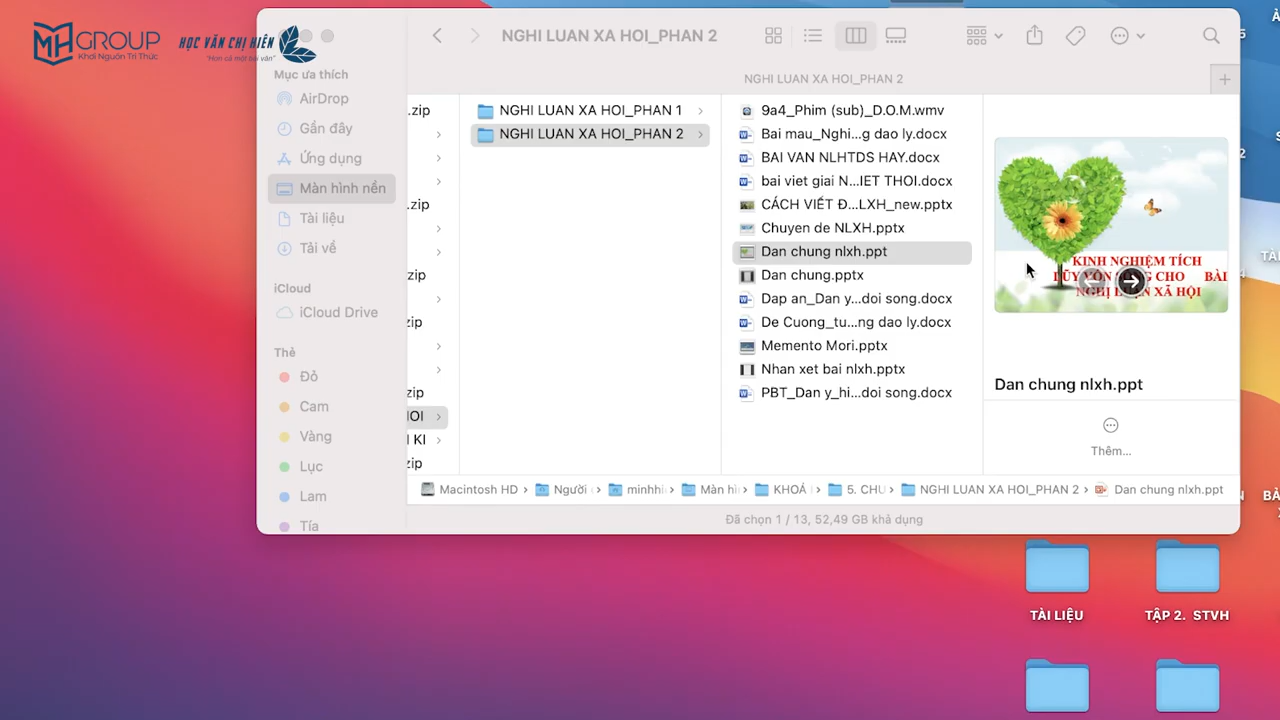 MHGROUP
Khơi Nguồn Tri Thức
HỌC VĂN CHỊ HIÊN
"Hơn cả một bài văn"
NGHI LUAN XA HOI_PHAN 2
NGHI LUAN XA HOI_PHAN 2
Mục ưa thích
AirDrop
Gần đây
Ứng dụng
Màn hình nền
Tài liệu
Tải về
iCloud
iCloud Drive
Thẻ
Đỏ
Cam
Vàng
Lục
Lam
Tía
.zip
.zip
zip
zip
zip
OI
I KI
zip
NGHI LUAN XA HOI_PHAN 1
NGHI LUAN XA HOI_PHAN 2
9a4_Phim (sub)_D.O.M.wmv
Bai mau_Nghi...g dao ly.docx
BAI VAN NLHTDS HAY.docx
bai viet giai N...IET THOI.docx
CÁCH VIẾT Đ...LXH_new.pptx
Chuyen de NLXH.pptx
Dan chung nlxh.ppt
Dan chung.pptx
Dap an_Dan y...doi song.docx
De Cuong_tu...ng dao ly.docx
Memento Mori.pptx
Nhan xet bai nlxh.pptx
PBT_Dan y_hi...doi song.docx
KINH NGHIỆM TÍCH
CHO BÀI
XÃ HỘI
Dan chung nlxh.ppt
Thêm...
Macintosh HD › Người › minhhi › Màn hì › KHOÁ › 5. CHU › NGHI LUAN XA HOI_PHAN 2 › Dan chung nlxh.ppt
Đã chọn 1 / 13, 52,49 GB khả dụng
TÀI LIỆU
TẬP 2. STVH